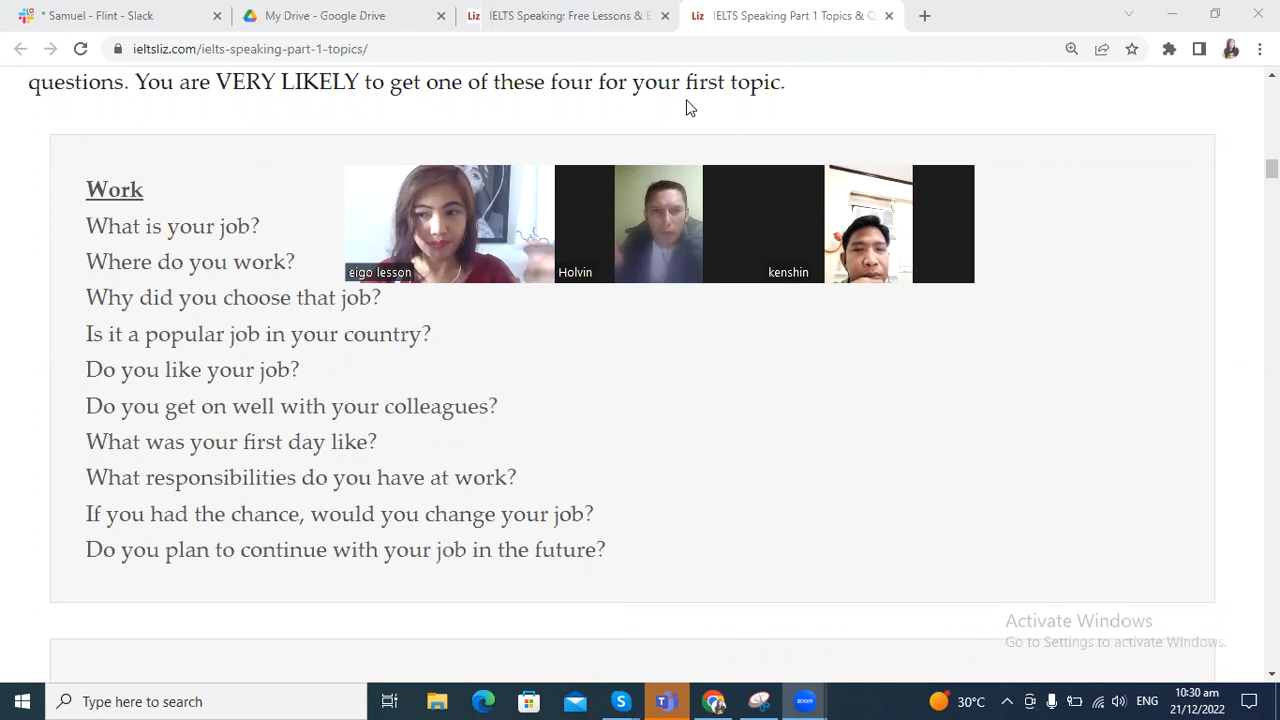 * Samuel - Flint - Slack
My Drive - Google Drive
Liz IELTS Speaking: Free Lessons & E
Liz IELTS Speaking Part 1 Topics & Q
ieltsliz.com/ielts-speaking-part-1-topics/
questions. You are VERY LIKELY to get one of these four for your first topic.
Work
What is your job?
Where do you work?
Why did you choose that job?
Is it a popular job in your country?
Do you like your job?
Do you get on well with your colleagues?
What was your first day like?
What responsibilities do you have at work?
If you had the chance, would you change your job?
Do you plan to continue with your job in the future?
eigo lesson
Holvin
kenshin
Activate Windows
Go to Settings to activate Windows.
Type here to search
zoom
30°C
ENG
10:30 am
21/12/2022